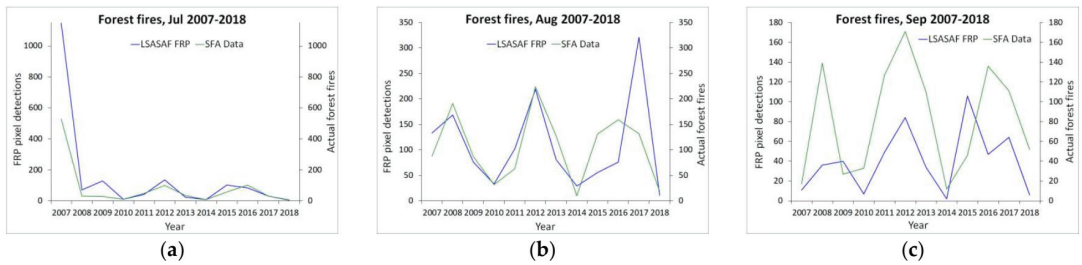 Forest fires, Jul 2007-2018
LSASAF FRP
SFA Data
FRP pixel detections
1000
800
600
400
200
0
1000
800
600
400
200
0
Actual forest fires
2007 2008 2009 2010 2011 2012 2013 2014 2015 2016 2017 2018
Year
(a)
Forest fires, Aug 2007-2018
LSASAF FRP
SFA Data
FRP pixel detections
350
300
250
200
150
100
50
0
350
300
250
200
150
100
50
0
Actual forest fires
2007 2008 2009 2010 2011 2012 2013 2014 2015 2016 2017 2018
Year
(b)
Forest fires, Sep 2007-2018
LSASAF FRP
SFA Data
FRP pixel detections
180
160
140
120
100
80
60
40
20
0
180
160
140
120
100
80
60
40
20
0
Actual forest fires
2007 2008 2009 2010 2011 2012 2013 2014 2015 2016 2017 2018
Year
(c)